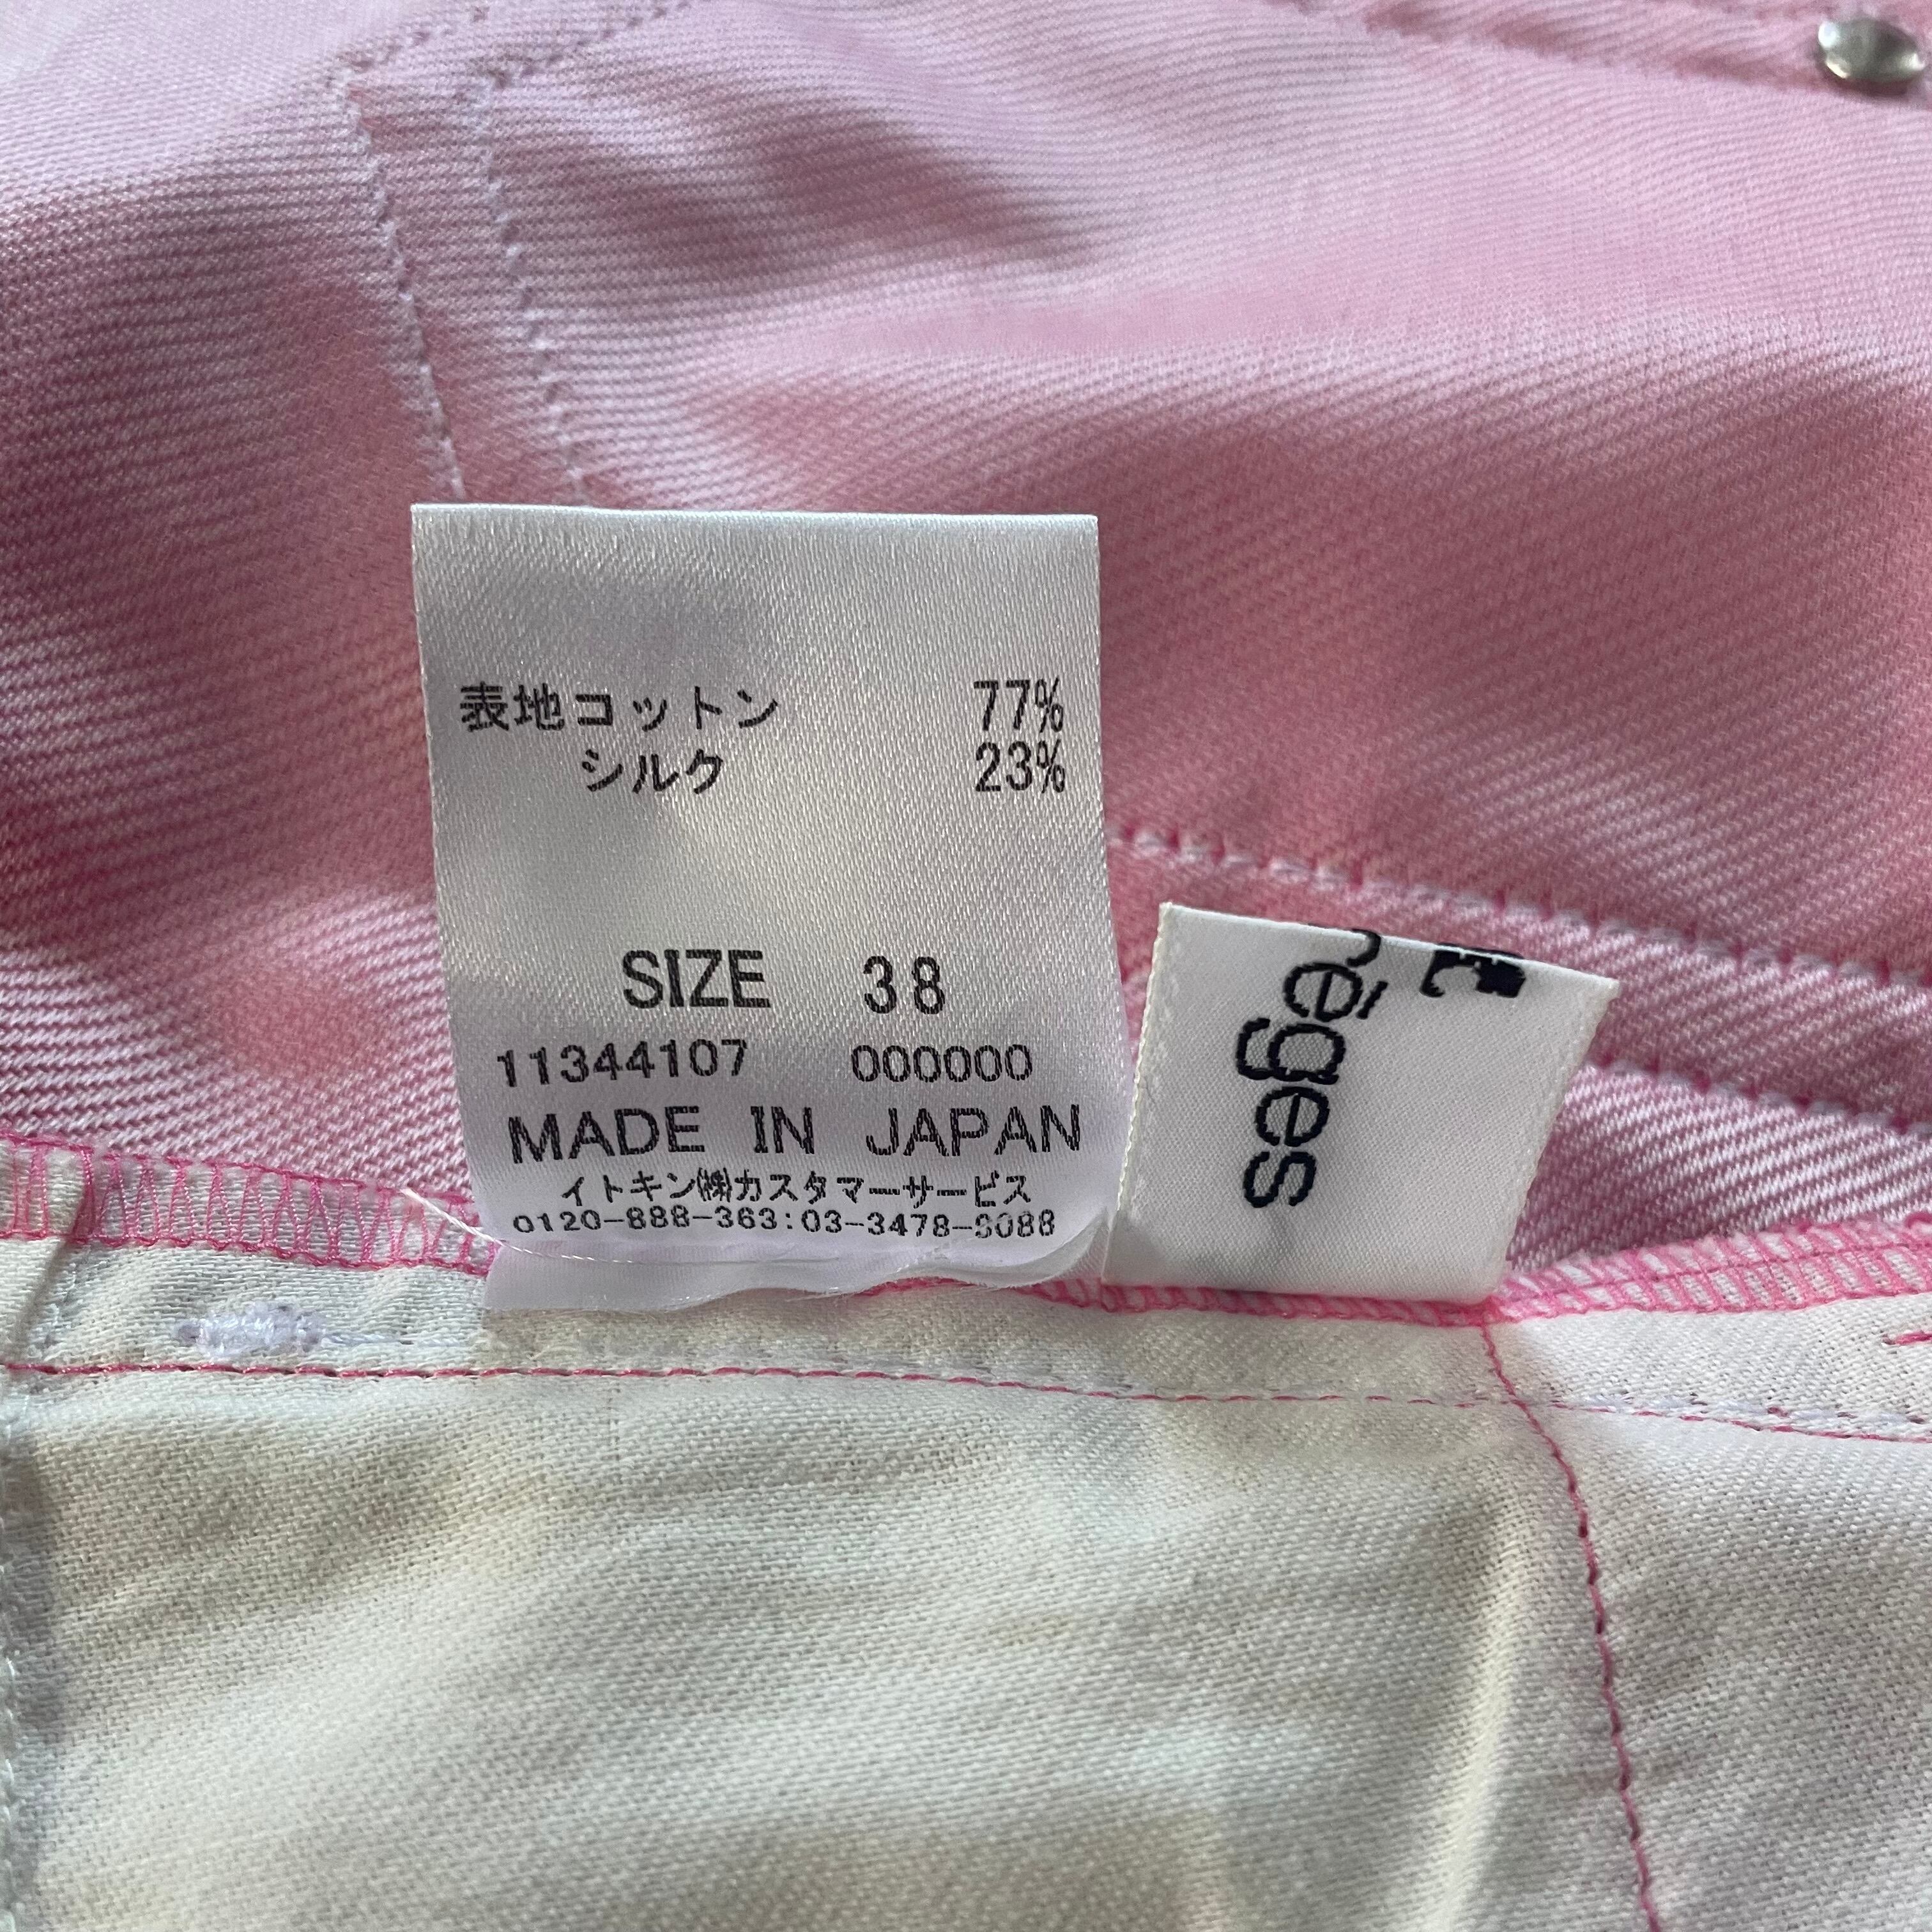 表地コットン 77%
シルク 23%
SIZE 38
11344107 000000
MADE IN JAPAN
イトキン㈱カスタマーサービス
0120-888-363:03-3478-8088
règes